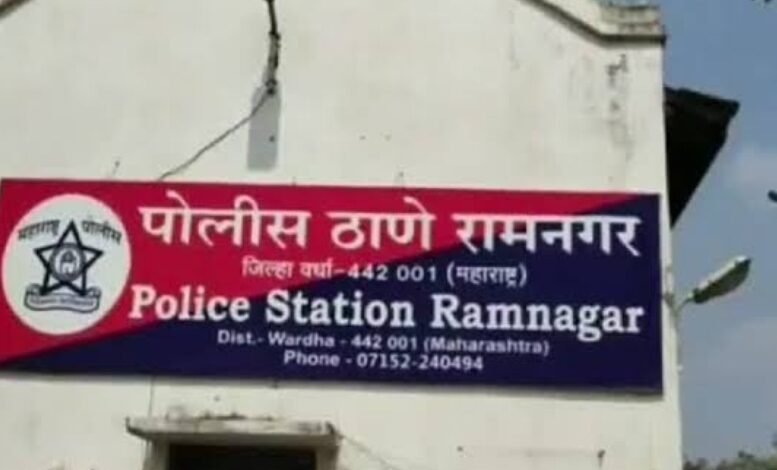 महाराष्ट्र पोलीस
पोलीस ठाणे रामनगर
जिल्हा वर्धा-442 001 (महाराष्ट्र)
Police Station Ramnagar
Dist.- Wardha - 442 001 (Maharashtra)
Phone - 07152-240494